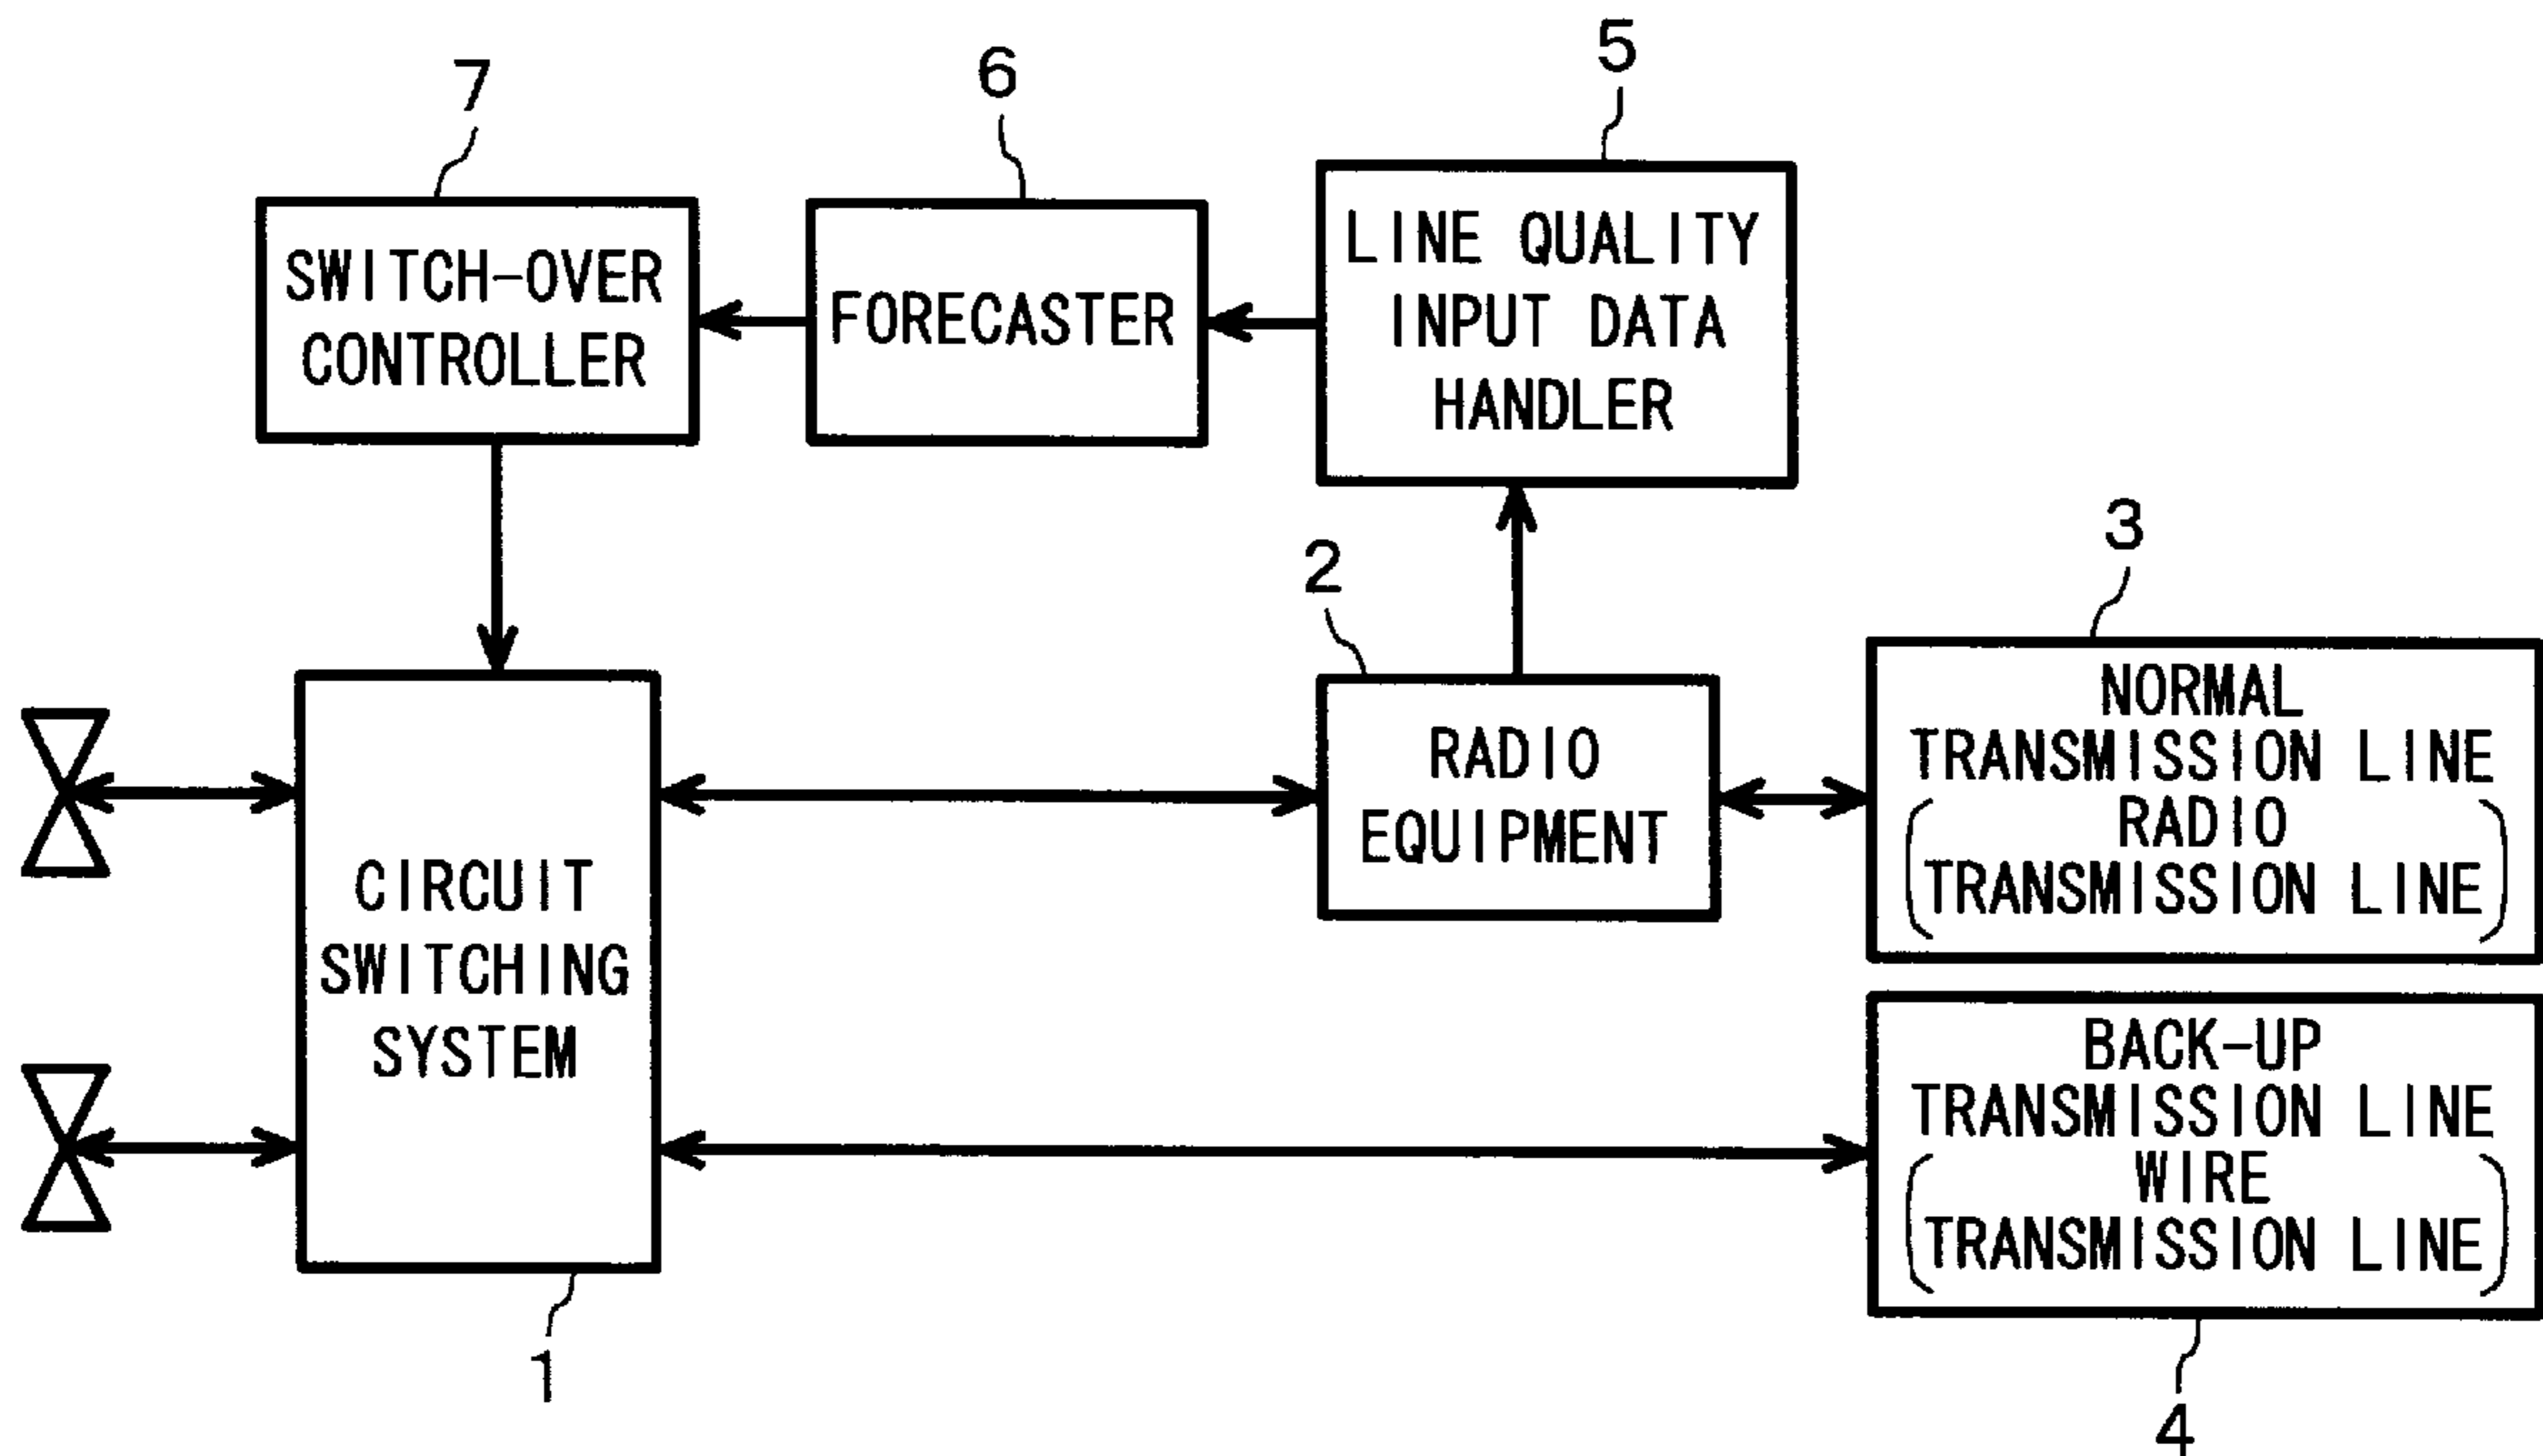 7
6
5
SWITCH-OVER
CONTROLLER
FORECASTER
LINE QUALITY
INPUT DATA
HANDLER
2
3
RADIO
EQUIPMENT
NORMAL
TRANSMISSION LINE
(RADIO
TRANSMISSION LINE)
CIRCUIT
SWITCHING
SYSTEM
BACK-UP
TRANSMISSION LINE
(WIRE
TRANSMISSION LINE)
1
4